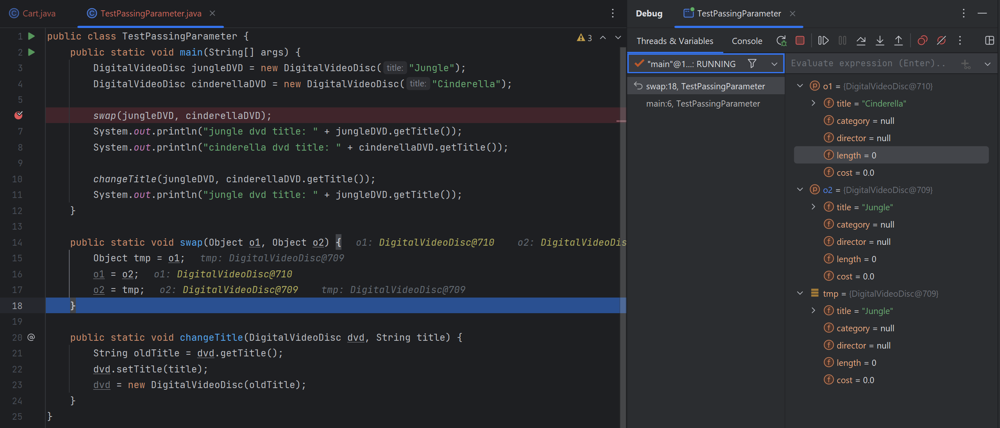 Cart.java
TestPassingParameter.java
3
1 public class TestPassingParameter {
2 public static void main(String[] args) {
3 DigitalVideoDisc jungleDVD = new DigitalVideoDisc( title: "Jungle");
4 DigitalVideoDisc cinderellaDVD = new DigitalVideoDisc( title: "Cinderella");
5
swap(jungleDVD, cinderellaDVD);
7 System.out.println("jungle dvd title: " + jungleDVD.getTitle());
8 System.out.println("cinderella dvd title: " + cinderellaDVD.getTitle());
9
10 changeTitle(jungleDVD, cinderellaDVD.getTitle());
11 System.out.println("jungle dvd title: " + jungleDVD.getTitle());
12 }
13
14 public static void swap(Object o1, Object o2) { o1: DigitalVideoDisc@710 o2: DigitalVideoDis
15 Object tmp = o1; tmp: DigitalVideoDisc@709
16 o1 = o2; o1: DigitalVideoDisc@710
17 o2 = tmp; o2: DigitalVideoDisc@709 tmp: DigitalVideoDisc@709
18 }
19
20 @ public static void changeTitle(DigitalVideoDisc dvd, String title) {
21 String oldTitle = dvd.getTitle();
22 dvd.setTitle(title);
23 dvd = new DigitalVideoDisc(oldTitle);
24 }
25 }
Debug TestPassingParameter
Threads & Variables Console
"main"@1...: RUNNING
swap:18, TestPassingParameter
main:6, TestPassingParameter
Evaluate expression (Enter)..
p o1 = {DigitalVideoDisc@710}
f title = "Cinderella"
f category = null
f director = null
f length = 0
f cost = 0.0
p o2 = {DigitalVideoDisc@709}
f title = "Jungle"
f category = null
f director = null
f length = 0
f cost = 0.0
tmp = {DigitalVideoDisc@709}
f title = "Jungle"
f category = null
f director = null
f length = 0
f cost = 0.0